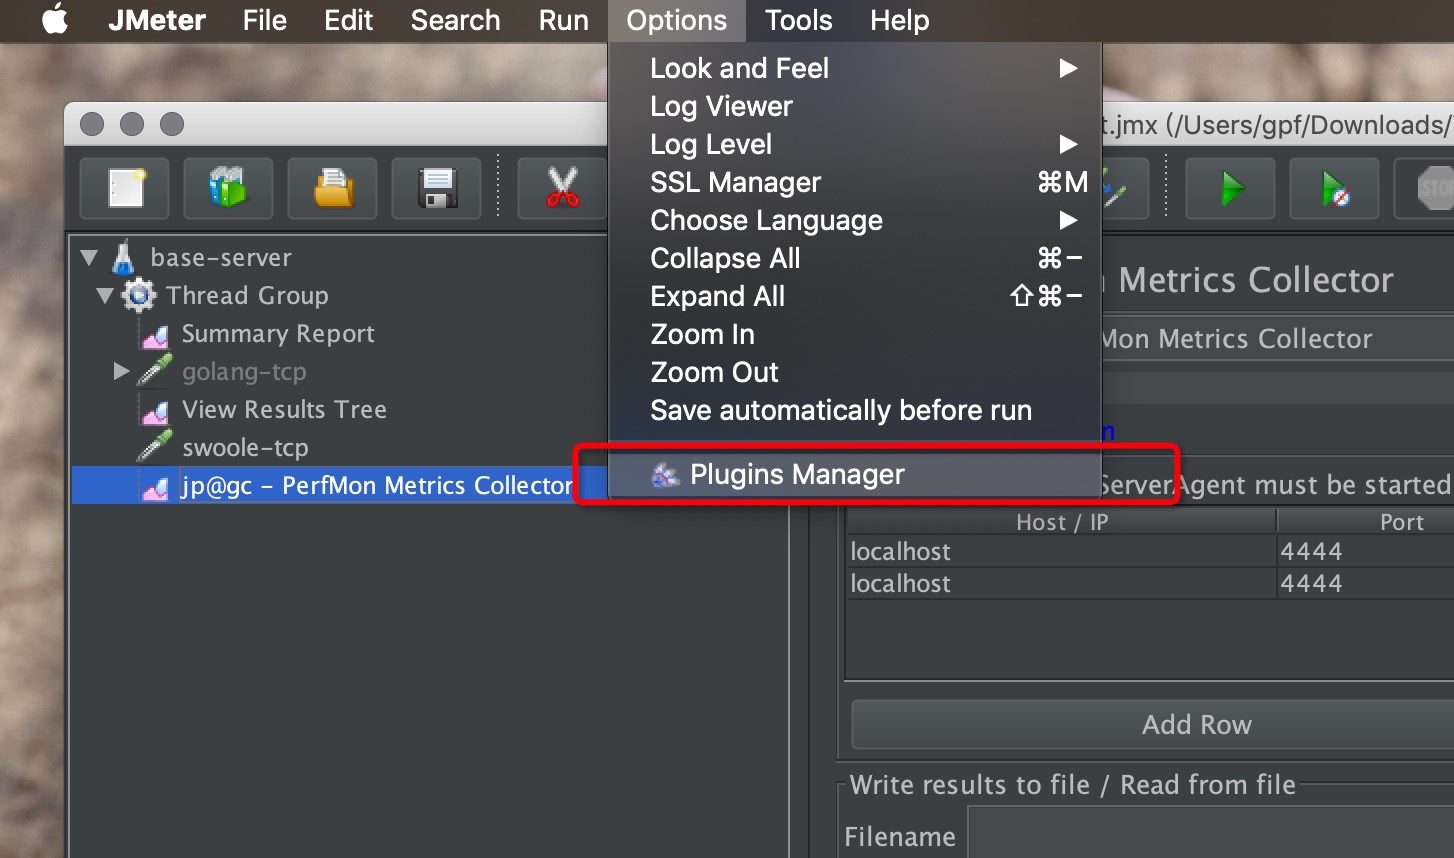 JMeter File Edit Search Run Options Tools Help
Look and Feel
Log Viewer
t.jmx (/Users/gpf/Downloads/
Log Level
SSL Manager ⌘M
STO
Choose Language
base-server
Collapse All ⌘−
Metrics Collector
Thread Group
Expand All ⇧⌘−
Summary Report
Zoom In
Mon Metrics Collector
golang-tcp
Zoom Out
View Results Tree
Save automatically before run
n
swoole-tcp
Plugins Manager
jp@gc - PerfMon Metrics Collector
ServerAgent must be started
Host / IP Port
localhost 4444
localhost 4444
Add Row
Write results to file / Read from file
Filename